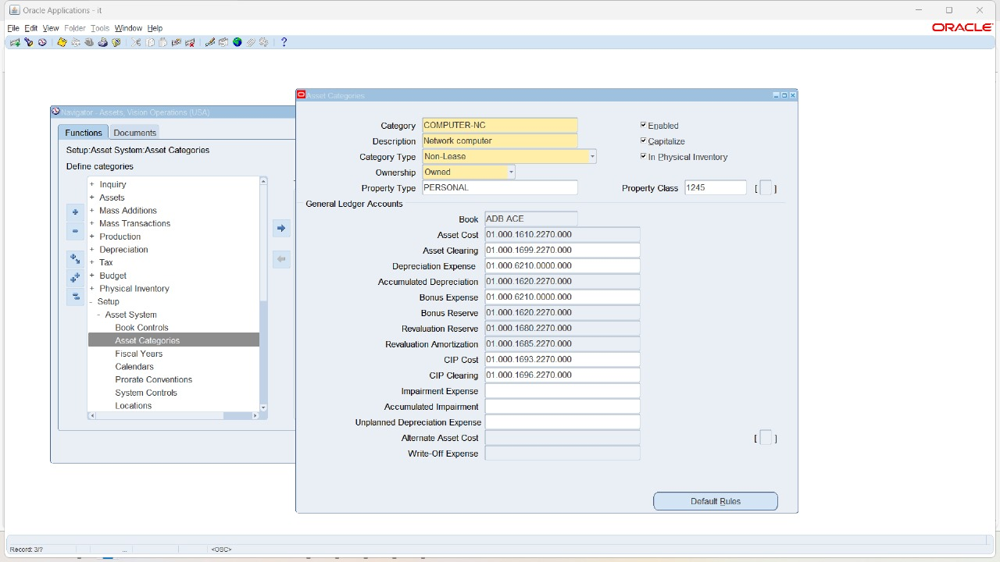 Oracle Applications - it
File Edit View Folder Tools Window Help
ORACLE
Navigator - Assets, Vision Operations (USA)
Functions Documents
Setup:Asset System:Asset Categories
Define categories
+ Inquiry
+ Assets
+ Mass Additions
+ Mass Transactions
+ Production
+ Depreciation
+ Tax
+ Budget
+ Physical Inventory
- Setup
- Asset System
Book Controls
Asset Categories
Fiscal Years
Calendars
Prorate Conventions
System Controls
Locations
Asset Categories
Category COMPUTER-NC
Enabled
Description Network computer
Capitalize
Category Type Non-Lease
In Physical Inventory
Ownership Owned
Property Type PERSONAL
Property Class 1245 [ ]
General Ledger Accounts
Book ADB ACE
Asset Cost 01.000.1610.2270.000
Asset Clearing 01.000.1699.2270.000
Depreciation Expense 01.000.6210.0000.000
Accumulated Depreciation 01.000.1620.2270.000
Bonus Expense 01.000.6210.0000.000
Bonus Reserve 01.000.1620.2270.000
Revaluation Reserve 01.000.1680.2270.000
Revaluation Amortization 01.000.1685.2270.000
CIP Cost 01.000.1693.2270.000
CIP Clearing 01.000.1696.2270.000
Impairment Expense
Accumulated Impairment
Unplanned Depreciation Expense
Alternate Asset Cost [ ]
Write-Off Expense
Default Rules
Record: 3/? ... <OSC>